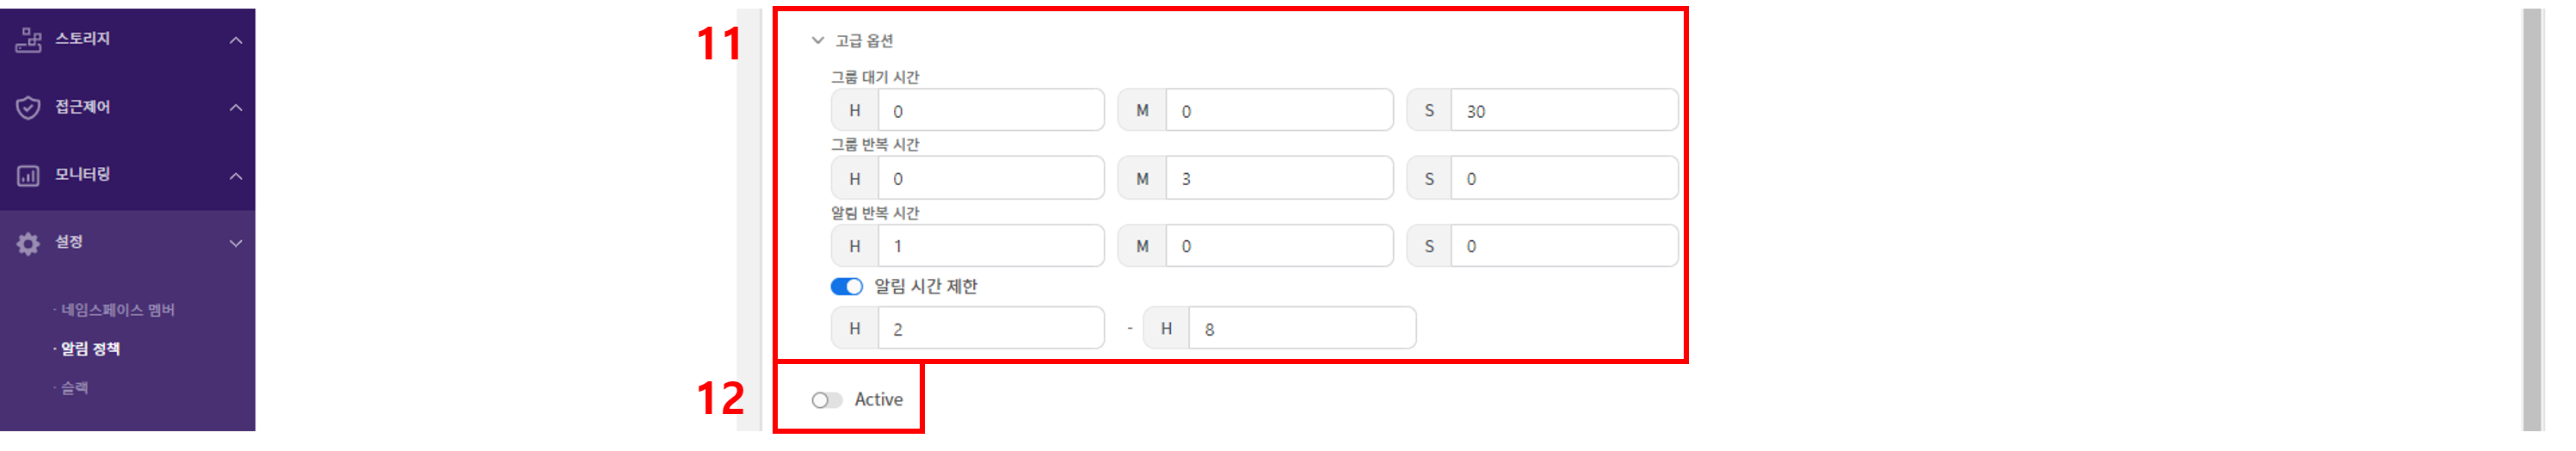 스토리지
접근제어
모니터링
설정
· 네임스페이스 멤버
· 알림 정책
· 슬랙
11
고급 옵션
그룹 대기 시간
H 0 M 0 S 30
그룹 반복 시간
H 0 M 3 S 0
알림 반복 시간
H 1 M 0 S 0
알림 시간 제한
H 2 - H 8
12
Active